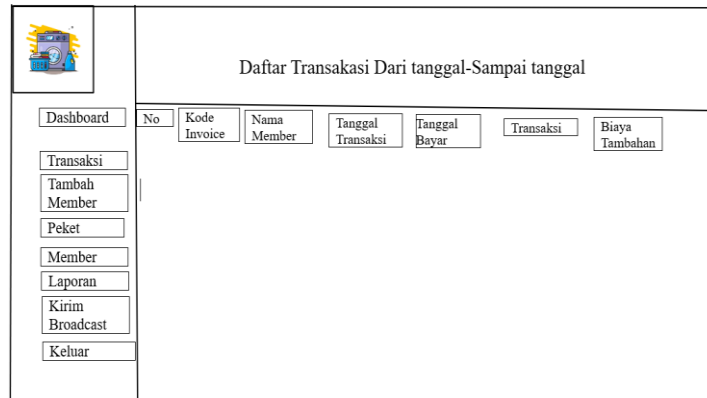 Daftar Transakasi Dari tanggal-Sampai tanggal
Dashboard
Transaksi
Tambah
Member
Peket
Member
Laporan
Kirim
Broadcast
Keluar
No
Kode
Invoice
Nama
Member
Tanggal
Transaksi
Tanggal
Bayar
Transaksi
Biaya
Tambahan